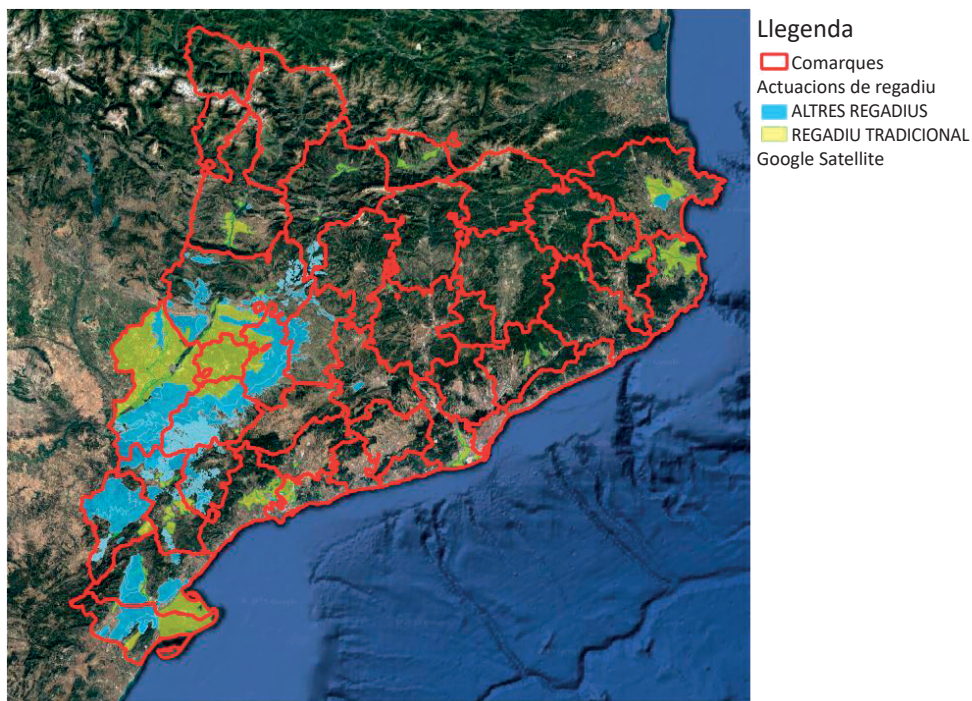 Llegenda
Comarques
Actuacions de regadiu
ALTRES REGADIUS
REGADIU TRADICIONAL
Google Satellite